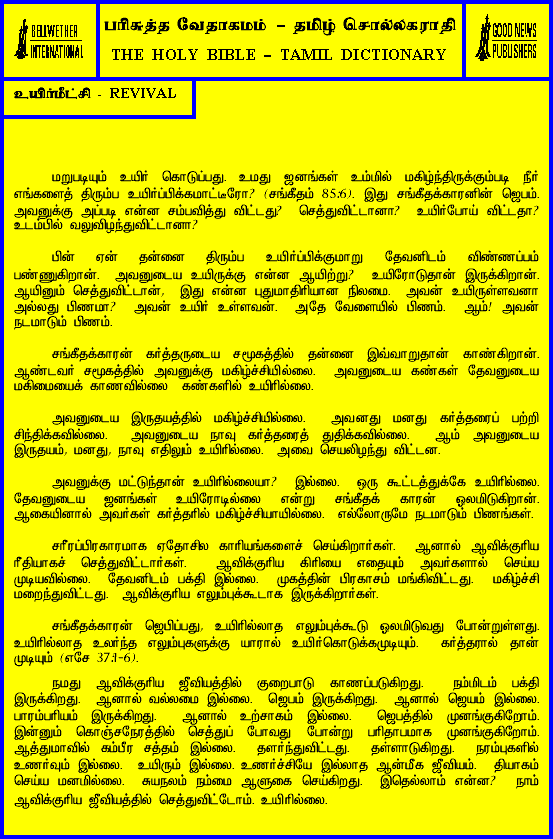 BELLWETHER
INTERNATIONAL
பரிசுத்த வேதாகமம் – தமிழ் சொல்லகராதி
THE HOLY BIBLE – TAMIL DICTIONARY
GOOD NEWS
PUBLISHERS
உயிர்மீட்சி - REVIVAL
மறுபடியும் உயிர் கொடுப்பது. உமது ஜனங்கள் உம்மில் மகிழ்ந்திருக்கும்படி நீர்
எங்களைத் திரும்ப உயிர்ப்பிக்கமாட்டீரோ? (சங்கீதம் 85:6). இது சங்கீதக்காரனின் ஜெபம்.
அவனுக்கு அப்படி என்ன சம்பவித்து விட்டது? செத்துவிட்டானா? உயிர்போய் விட்டதா?
உடம்பில் வலுவிழந்துவிட்டானா?
பின் ஏன் தன்னை திரும்ப உயிர்ப்பிக்குமாறு தேவனிடம் விண்ணப்பம்
பண்ணுகிறான். அவனுடைய உயிருக்கு என்ன ஆயிற்று? உயிரோடுதான் இருக்கிறான்.
ஆயினும் செத்துவிட்டான், இது என்ன புதுமாதிரியான நிலமை. அவன் உயிருள்ளவனா
அல்லது பிணமா? அவன் உயிர் உள்ளவன். அதே வேளையில் பிணம். ஆம்! அவன்
நடமாடும் பிணம்.
சங்கீதக்காரன் கர்த்தருடைய சமூகத்தில் தன்னை இவ்வாறுதான் காண்கிறான்.
ஆண்டவர் சமூகத்தில் அவனுக்கு மகிழ்ச்சியில்லை. அவனுடைய கண்கள் தேவனுடைய
மகிமையைக் காணவில்லை கண்களில் உயிரில்லை.
அவனுடைய இருதயத்தில் மகிழ்ச்சியில்லை. அவனது மனது கர்த்தரைப் பற்றி
சிந்திக்கவில்லை. அவனுடைய நாவு கர்த்தரைத் துதிக்கவில்லை. ஆம் அவனுடைய
இருதயம், மனது, நாவு எதிலும் உயிரில்லை. அவை செயலிழந்து விட்டன.
அவனுக்கு மட்டுந்தான் உயிரில்லையா? இல்லை. ஒரு கூட்டத்துக்கே உயிரில்லை.
தேவனுடைய ஜனங்கள் உயிரோடில்லை என்று சங்கீதக் காரன் ஓலமிடுகிறான்.
ஆகையினால் அவர்கள் கர்த்தரில் மகிழ்ச்சியாயில்லை. எல்லோருமே நடமாடும் பிணங்கள்.
சரீரப்பிரகாரமாக ஏதோசில காரியங்களைச் செய்கிறார்கள். ஆனால் ஆவிக்குரிய
ரீதியாகச் செத்துவிட்டார்கள். ஆவிக்குரிய கிரியை எதையும் அவர்களால் செய்ய
முடியவில்லை. தேவனிடம் பக்தி இல்லை. முகத்தின் பிரகாசம் மங்கிவிட்டது. மகிழ்ச்சி
மறைந்துவிட்டது. ஆவிக்குரிய எலும்புக்கூடாக இருக்கிறார்கள்.
சங்கீதக்காரன் ஜெபிப்பது, உயிரில்லாத எலும்புக்கூடு ஓலமிடுவது போன்றுள்ளது.
உயிரில்லாத உலர்ந்த எலும்புகளுக்கு யாரால் உயிர்கொடுக்கமுடியும். கர்த்தரால் தான்
முடியும் (எசே 37:1-6).
நமது ஆவிக்குரிய ஜீவியத்தில் குறைபாடு காணப்படுகிறது. நம்மிடம் பக்தி
இருக்கிறது. ஆனால் வல்லமை இல்லை. ஜெபம் இருக்கிறது. ஆனால் ஜெயம் இல்லை.
பாரம்பரியம் இருக்கிறது. ஆனால் உற்சாகம் இல்லை. ஜெபத்தில் முனங்குகிறோம்.
இன்னும் கொஞ்சநேரத்தில் செத்துப் போவது போன்று பரிதாபமாக முனங்குகிறோம்.
ஆத்துமாவில் கம்பீர சத்தம் இல்லை. தளர்ந்துவிட்டது. தள்ளாடுகிறது. நரம்புகளில்
உணர்வும் இல்லை. உயிரும் இல்லை. உணர்ச்சியே இல்லாத ஆன்மீக ஜீவியம். தியாகம்
செய்ய மனமில்லை. சுயநலம் நம்மை ஆளுகை செய்கிறது. இதெல்லாம் என்ன? நாம்
ஆவிக்குரிய ஜீவியத்தில் செத்துவிட்டோம். உயிரில்லை.